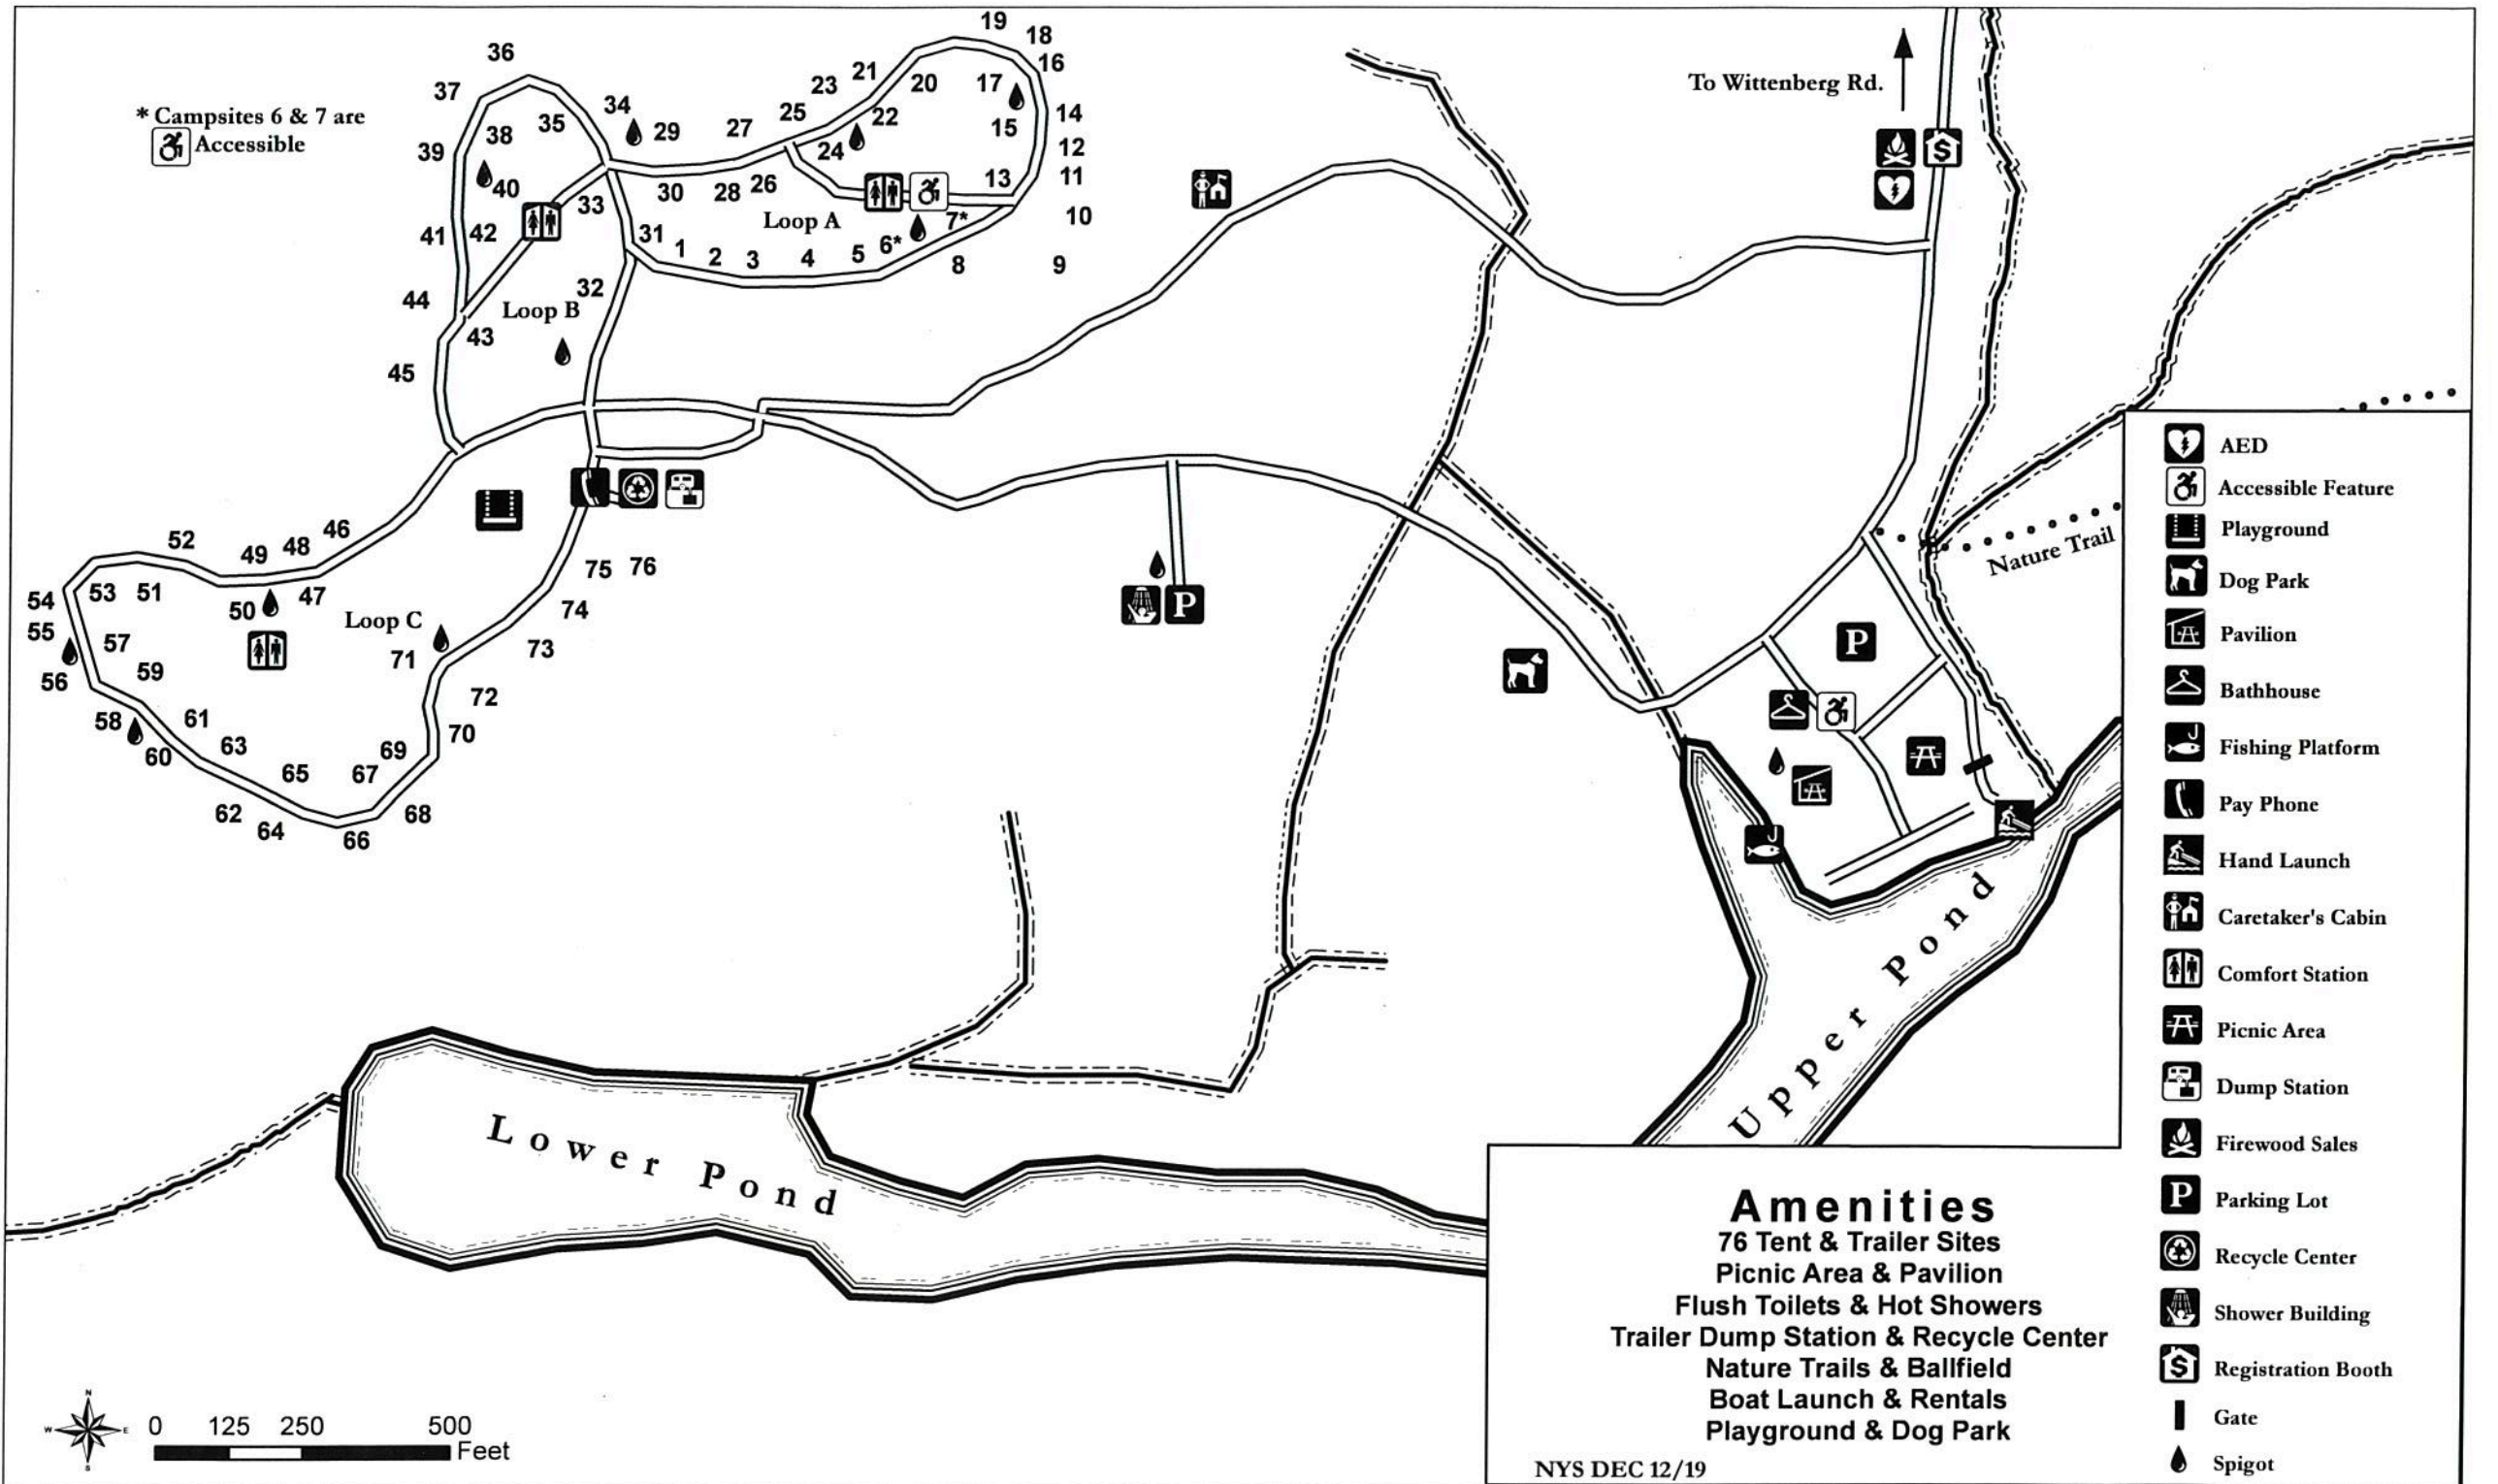 * Campsites 6 & 7 are
Accessible
19
18
36
16
21
23
20
17
37
34
25
22
14
38
35
29
27
15
12
39
24
11
40
13
30
28
26
33
Loop A
7*
10
41
42
31
1
6*
2
3
4
5
8
9
32
44
Loop B
43
45
To Wittenberg Rd.
$
52
49
48
46
54
53
51
50
47
75
76
74
55
57
Loop C
73
71
59
56
72
58
61
70
60
63
69
65
67
62
64
68
66
P
P
Nature Trail
Upper Pond
Lower Pond
AED
Accessible Feature
Playground
Dog Park
Pavilion
Bathhouse
Fishing Platform
Pay Phone
Hand Launch
Caretaker's Cabin
Comfort Station
Picnic Area
Dump Station
Firewood Sales
P Parking Lot
Recycle Center
Shower Building
$ Registration Booth
Gate
Spigot
Amenities
76 Tent & Trailer Sites
Picnic Area & Pavilion
Flush Toilets & Hot Showers
Trailer Dump Station & Recycle Center
Nature Trails & Ballfield
Boat Launch & Rentals
Playground & Dog Park
NYS DEC 12/19
N
W E
S
0 125 250 500
Feet